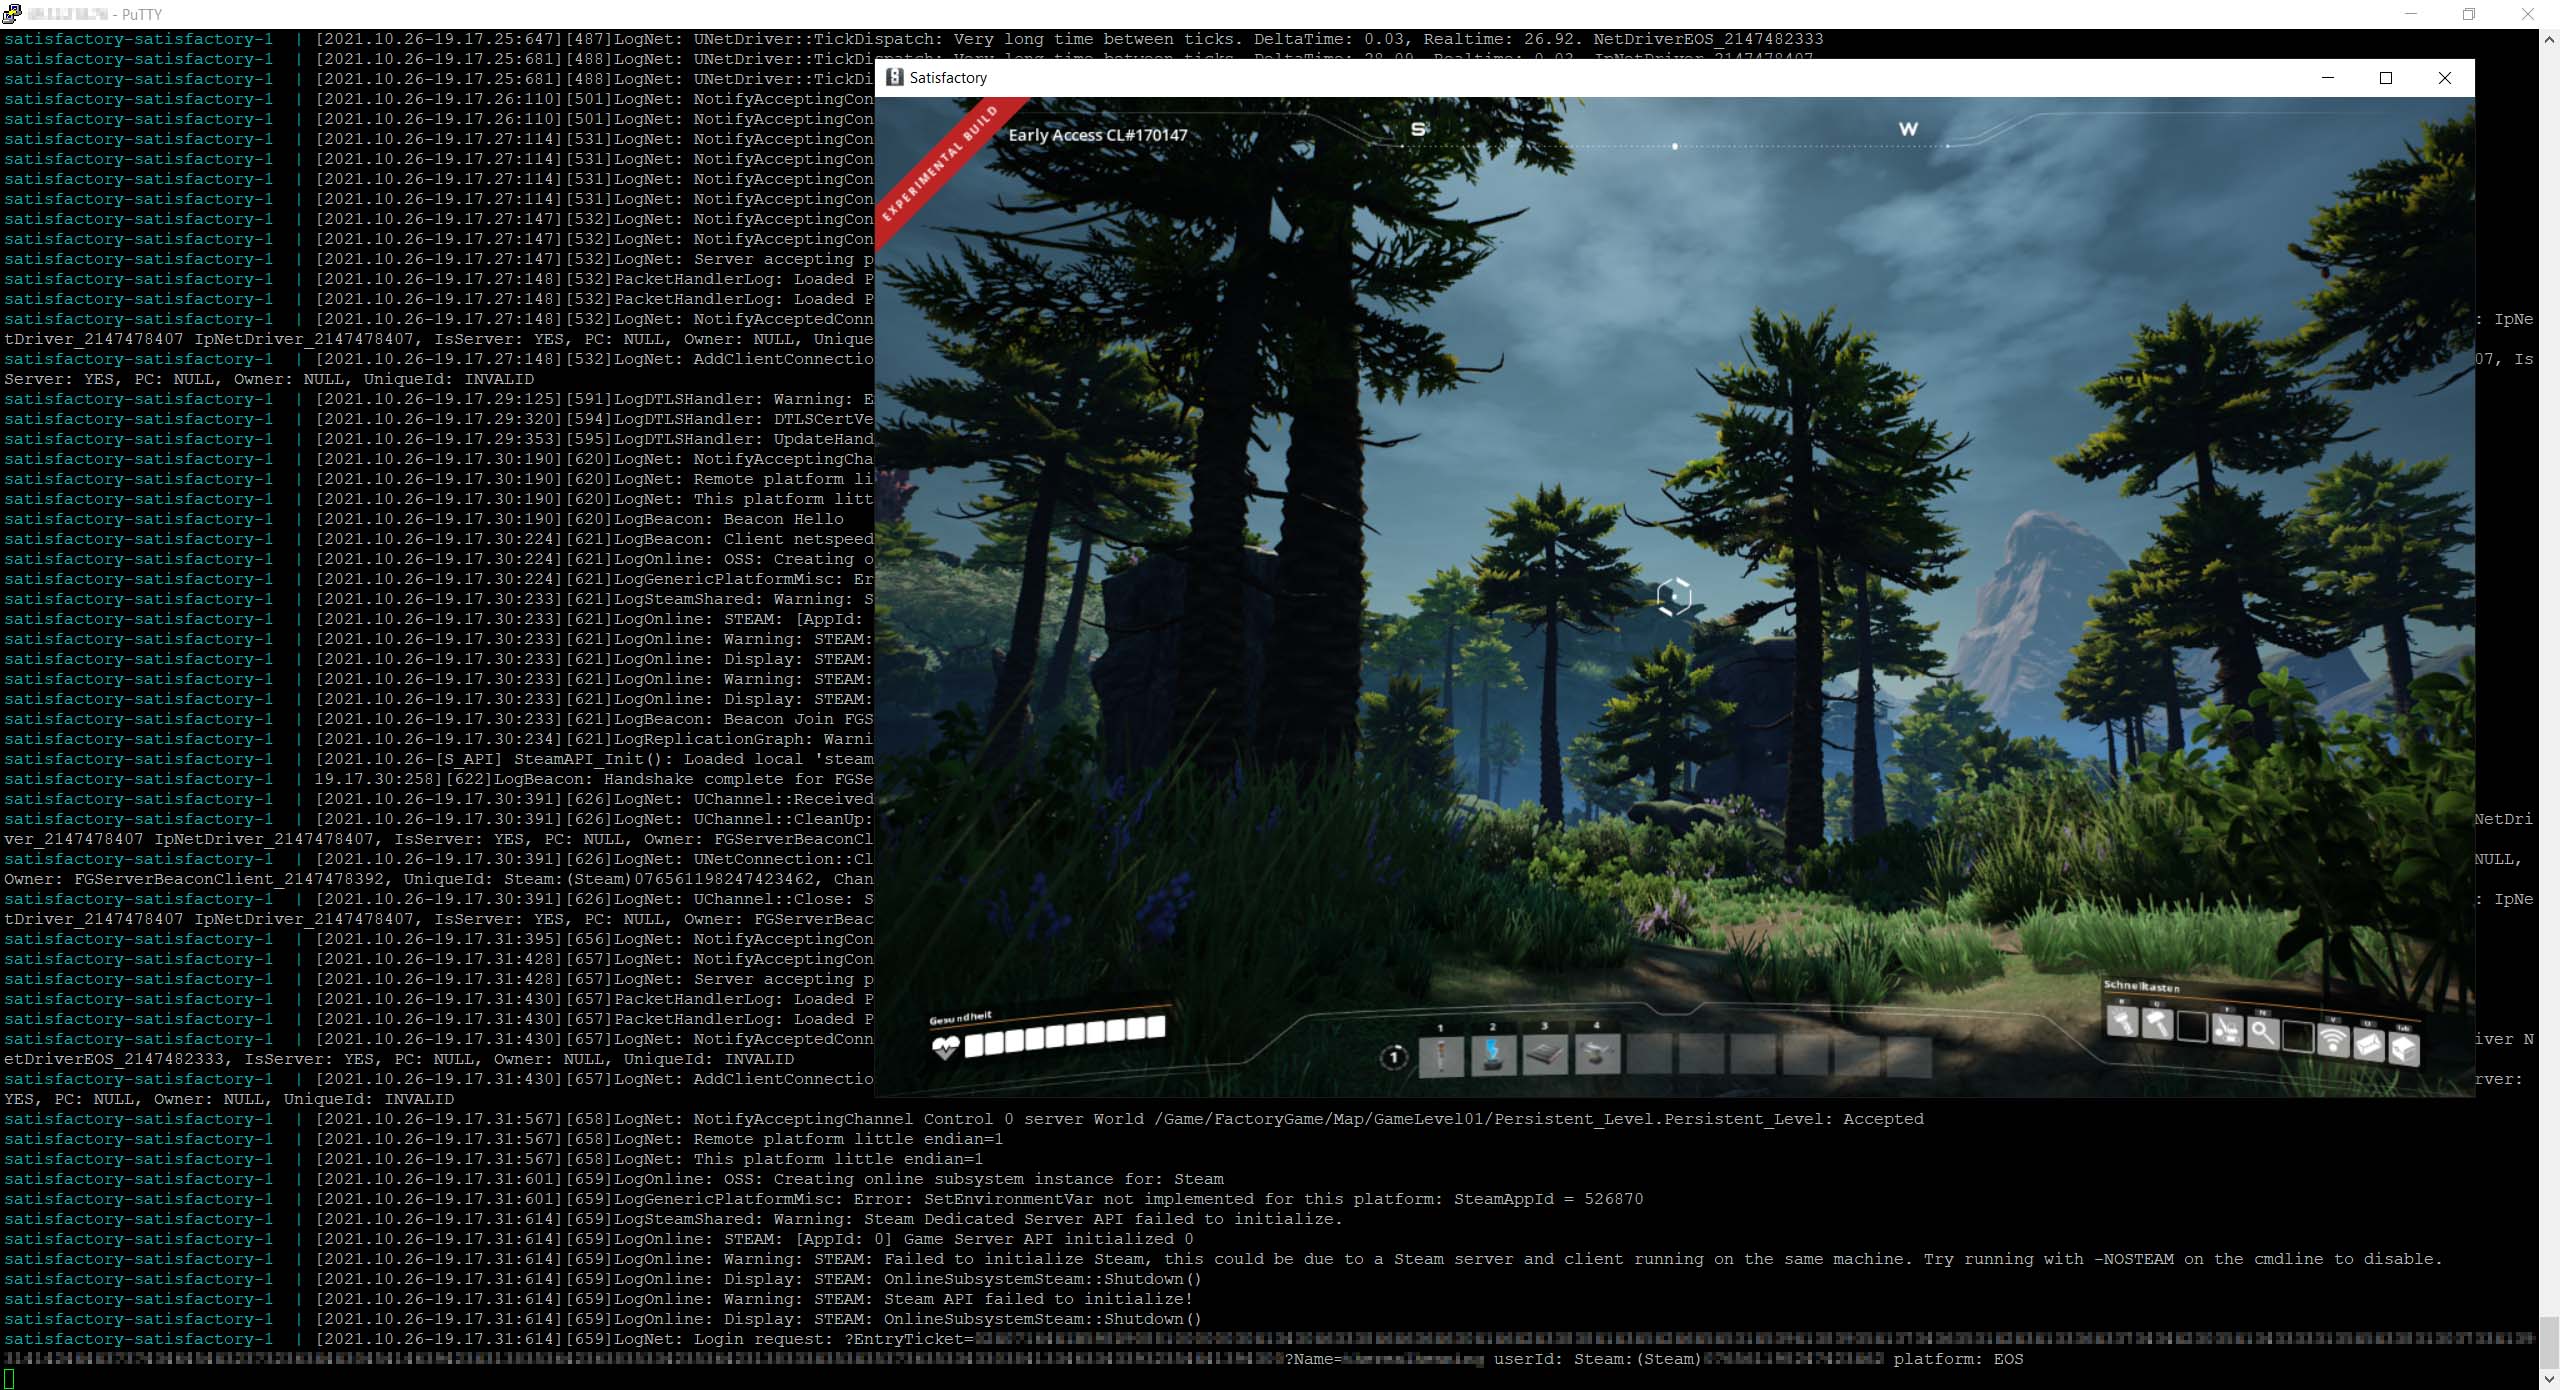 - PuTTY
satisfactory-satisfactory-1 | [2021.10.26-19.17.25:647][487]LogNet: UNetDriver::TickDispatch: Very long time between ticks. DeltaTime: 0.03, Realtime: 26.92. NetDriverEOS_2147482333
satisfactory-satisfactory-1 | [2021.10.26-19.17.25:681][488]LogNet: UNetDriver::TickDispatch: Very long time between ticks. DeltaTime: 28.09, Realtime: 0.03. IpNetDriver_2147478407
satisfactory-satisfactory-1 | [2021.10.26-19.17.25:681][488]LogNet: UNetDriver::TickDi
satisfactory-satisfactory-1 | [2021.10.26-19.17.26:110][501]LogNet: NotifyAcceptingCon
satisfactory-satisfactory-1 | [2021.10.26-19.17.26:110][501]LogNet: NotifyAcceptingCon
satisfactory-satisfactory-1 | [2021.10.26-19.17.27:114][531]LogNet: NotifyAcceptingCon
satisfactory-satisfactory-1 | [2021.10.26-19.17.27:114][531]LogNet: NotifyAcceptingCon
satisfactory-satisfactory-1 | [2021.10.26-19.17.27:114][531]LogNet: NotifyAcceptingCon
satisfactory-satisfactory-1 | [2021.10.26-19.17.27:114][531]LogNet: NotifyAcceptingCon
satisfactory-satisfactory-1 | [2021.10.26-19.17.27:147][532]LogNet: NotifyAcceptingCon
satisfactory-satisfactory-1 | [2021.10.26-19.17.27:147][532]LogNet: NotifyAcceptingCon
satisfactory-satisfactory-1 | [2021.10.26-19.17.27:147][532]LogNet: Server accepting p
satisfactory-satisfactory-1 | [2021.10.26-19.17.27:148][532]PacketHandlerLog: Loaded P
satisfactory-satisfactory-1 | [2021.10.26-19.17.27:148][532]PacketHandlerLog: Loaded P
satisfactory-satisfactory-1 | [2021.10.26-19.17.27:148][532]LogNet: NotifyAcceptedConn : IpNe
tDriver_2147478407 IpNetDriver_2147478407, IsServer: YES, PC: NULL, Owner: NULL, Unique
satisfactory-satisfactory-1 | [2021.10.26-19.17.27:148][532]LogNet: AddClientConnectio 07, Is
Server: YES, PC: NULL, Owner: NULL, UniqueId: INVALID
satisfactory-satisfactory-1 | [2021.10.26-19.17.29:125][591]LogDTLSHandler: Warning: E
satisfactory-satisfactory-1 | [2021.10.26-19.17.29:320][594]LogDTLSHandler: DTLSCertVe
satisfactory-satisfactory-1 | [2021.10.26-19.17.29:353][595]LogDTLSHandler: UpdateHand
satisfactory-satisfactory-1 | [2021.10.26-19.17.30:190][620]LogNet: NotifyAcceptingCha
satisfactory-satisfactory-1 | [2021.10.26-19.17.30:190][620]LogNet: Remote platform li
satisfactory-satisfactory-1 | [2021.10.26-19.17.30:190][620]LogNet: This platform litt
satisfactory-satisfactory-1 | [2021.10.26-19.17.30:190][620]LogBeacon: Beacon Hello
satisfactory-satisfactory-1 | [2021.10.26-19.17.30:224][621]LogBeacon: Client netspeed
satisfactory-satisfactory-1 | [2021.10.26-19.17.30:224][621]LogOnline: OSS: Creating o
satisfactory-satisfactory-1 | [2021.10.26-19.17.30:224][621]LogGenericPlatformMisc: Er
satisfactory-satisfactory-1 | [2021.10.26-19.17.30:233][621]LogSteamShared: Warning: S
satisfactory-satisfactory-1 | [2021.10.26-19.17.30:233][621]LogOnline: STEAM: [AppId:
satisfactory-satisfactory-1 | [2021.10.26-19.17.30:233][621]LogOnline: Warning: STEAM:
satisfactory-satisfactory-1 | [2021.10.26-19.17.30:233][621]LogOnline: Display: STEAM:
satisfactory-satisfactory-1 | [2021.10.26-19.17.30:233][621]LogOnline: Warning: STEAM:
satisfactory-satisfactory-1 | [2021.10.26-19.17.30:233][621]LogOnline: Display: STEAM:
satisfactory-satisfactory-1 | [2021.10.26-19.17.30:233][621]LogBeacon: Beacon Join FGS
satisfactory-satisfactory-1 | [2021.10.26-19.17.30:234][621]LogReplicationGraph: Warni
satisfactory-satisfactory-1 | [2021.10.26-[S_API] SteamAPI_Init(): Loaded local 'steam
satisfactory-satisfactory-1 | 19.17.30:258][622]LogBeacon: Handshake complete for FGSe
satisfactory-satisfactory-1 | [2021.10.26-19.17.30:391][626]LogNet: UChannel::Received
satisfactory-satisfactory-1 | [2021.10.26-19.17.30:391][626]LogNet: UChannel::CleanUp: NetDri
ver_2147478407 IpNetDriver_2147478407, IsServer: YES, PC: NULL, Owner: FGServerBeaconCl
satisfactory-satisfactory-1 | [2021.10.26-19.17.30:391][626]LogNet: UNetConnection::Cl NULL,
Owner: FGServerBeaconClient_2147478392, UniqueId: Steam:(Steam)076561198247423462, Chan
satisfactory-satisfactory-1 | [2021.10.26-19.17.30:391][626]LogNet: UChannel::Close: S : IpNe
tDriver_2147478407 IpNetDriver_2147478407, IsServer: YES, PC: NULL, Owner: FGServerBeac
satisfactory-satisfactory-1 | [2021.10.26-19.17.31:395][656]LogNet: NotifyAcceptingCon
satisfactory-satisfactory-1 | [2021.10.26-19.17.31:428][657]LogNet: NotifyAcceptingCon
satisfactory-satisfactory-1 | [2021.10.26-19.17.31:428][657]LogNet: Server accepting p
satisfactory-satisfactory-1 | [2021.10.26-19.17.31:430][657]PacketHandlerLog: Loaded P
satisfactory-satisfactory-1 | [2021.10.26-19.17.31:430][657]PacketHandlerLog: Loaded P
satisfactory-satisfactory-1 | [2021.10.26-19.17.31:430][657]LogNet: NotifyAcceptedConn iver N
etDriverEOS_2147482333, IsServer: YES, PC: NULL, Owner: NULL, UniqueId: INVALID
satisfactory-satisfactory-1 | [2021.10.26-19.17.31:430][657]LogNet: AddClientConnectio rver:
YES, PC: NULL, Owner: NULL, UniqueId: INVALID
satisfactory-satisfactory-1 | [2021.10.26-19.17.31:567][658]LogNet: NotifyAcceptingChannel Control 0 server World /Game/FactoryGame/Map/GameLevel01/Persistent_Level.Persistent_Level: Accepted
satisfactory-satisfactory-1 | [2021.10.26-19.17.31:567][658]LogNet: Remote platform little endian=1
satisfactory-satisfactory-1 | [2021.10.26-19.17.31:567][658]LogNet: This platform little endian=1
satisfactory-satisfactory-1 | [2021.10.26-19.17.31:601][659]LogOnline: OSS: Creating online subsystem instance for: Steam
satisfactory-satisfactory-1 | [2021.10.26-19.17.31:601][659]LogGenericPlatformMisc: Error: SetEnvironmentVar not implemented for this platform: SteamAppId = 526870
satisfactory-satisfactory-1 | [2021.10.26-19.17.31:614][659]LogSteamShared: Warning: Steam Dedicated Server API failed to initialize.
satisfactory-satisfactory-1 | [2021.10.26-19.17.31:614][659]LogOnline: STEAM: [AppId: 0] Game Server API initialized 0
satisfactory-satisfactory-1 | [2021.10.26-19.17.31:614][659]LogOnline: Warning: STEAM: Failed to initialize Steam, this could be due to a Steam server and client running on the same machine. Try running with -NOSTEAM on the cmdline to disable.
satisfactory-satisfactory-1 | [2021.10.26-19.17.31:614][659]LogOnline: Display: STEAM: OnlineSubsystemSteam::Shutdown()
satisfactory-satisfactory-1 | [2021.10.26-19.17.31:614][659]LogOnline: Warning: STEAM: Steam API failed to initialize!
satisfactory-satisfactory-1 | [2021.10.26-19.17.31:614][659]LogOnline: Display: STEAM: OnlineSubsystemSteam::Shutdown()
satisfactory-satisfactory-1 | [2021.10.26-19.17.31:614][659]LogNet: Login request: ?EntryTicket=
?Name= userId: Steam:(Steam) platform: EOS
Satisfactory
EXPERIMENTAL BUILD
Early Access CL#170147
S
W
Gesundheit
1
1 2 3 4
Schnellkasten